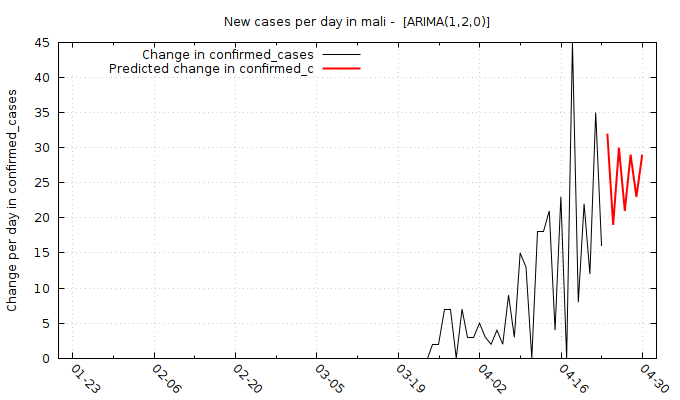 New cases per day in mali -  [ARIMA(1,2,0)]
Change in confirmed_cases
Predicted change in confirmed_c
Change per day in confirmed_cases
45
40
35
30
25
20
15
10
5
0
01-23 02-06 02-20 03-05 03-19 04-02 04-16 04-30